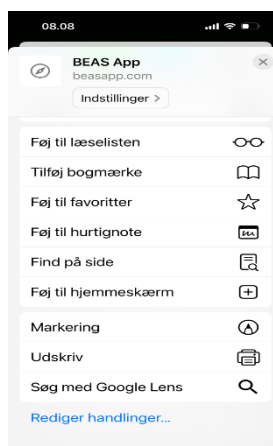 08.08
BEAS App
beasapp.com
Indstillinger >
Føj til læselisten
Tilføj bogmærke
Føj til favoritter
Føj til hurtignote
Find på side
Føj til hjemmeskærm
Markering
Udskriv
Søg med Google Lens
Rediger handlinger...